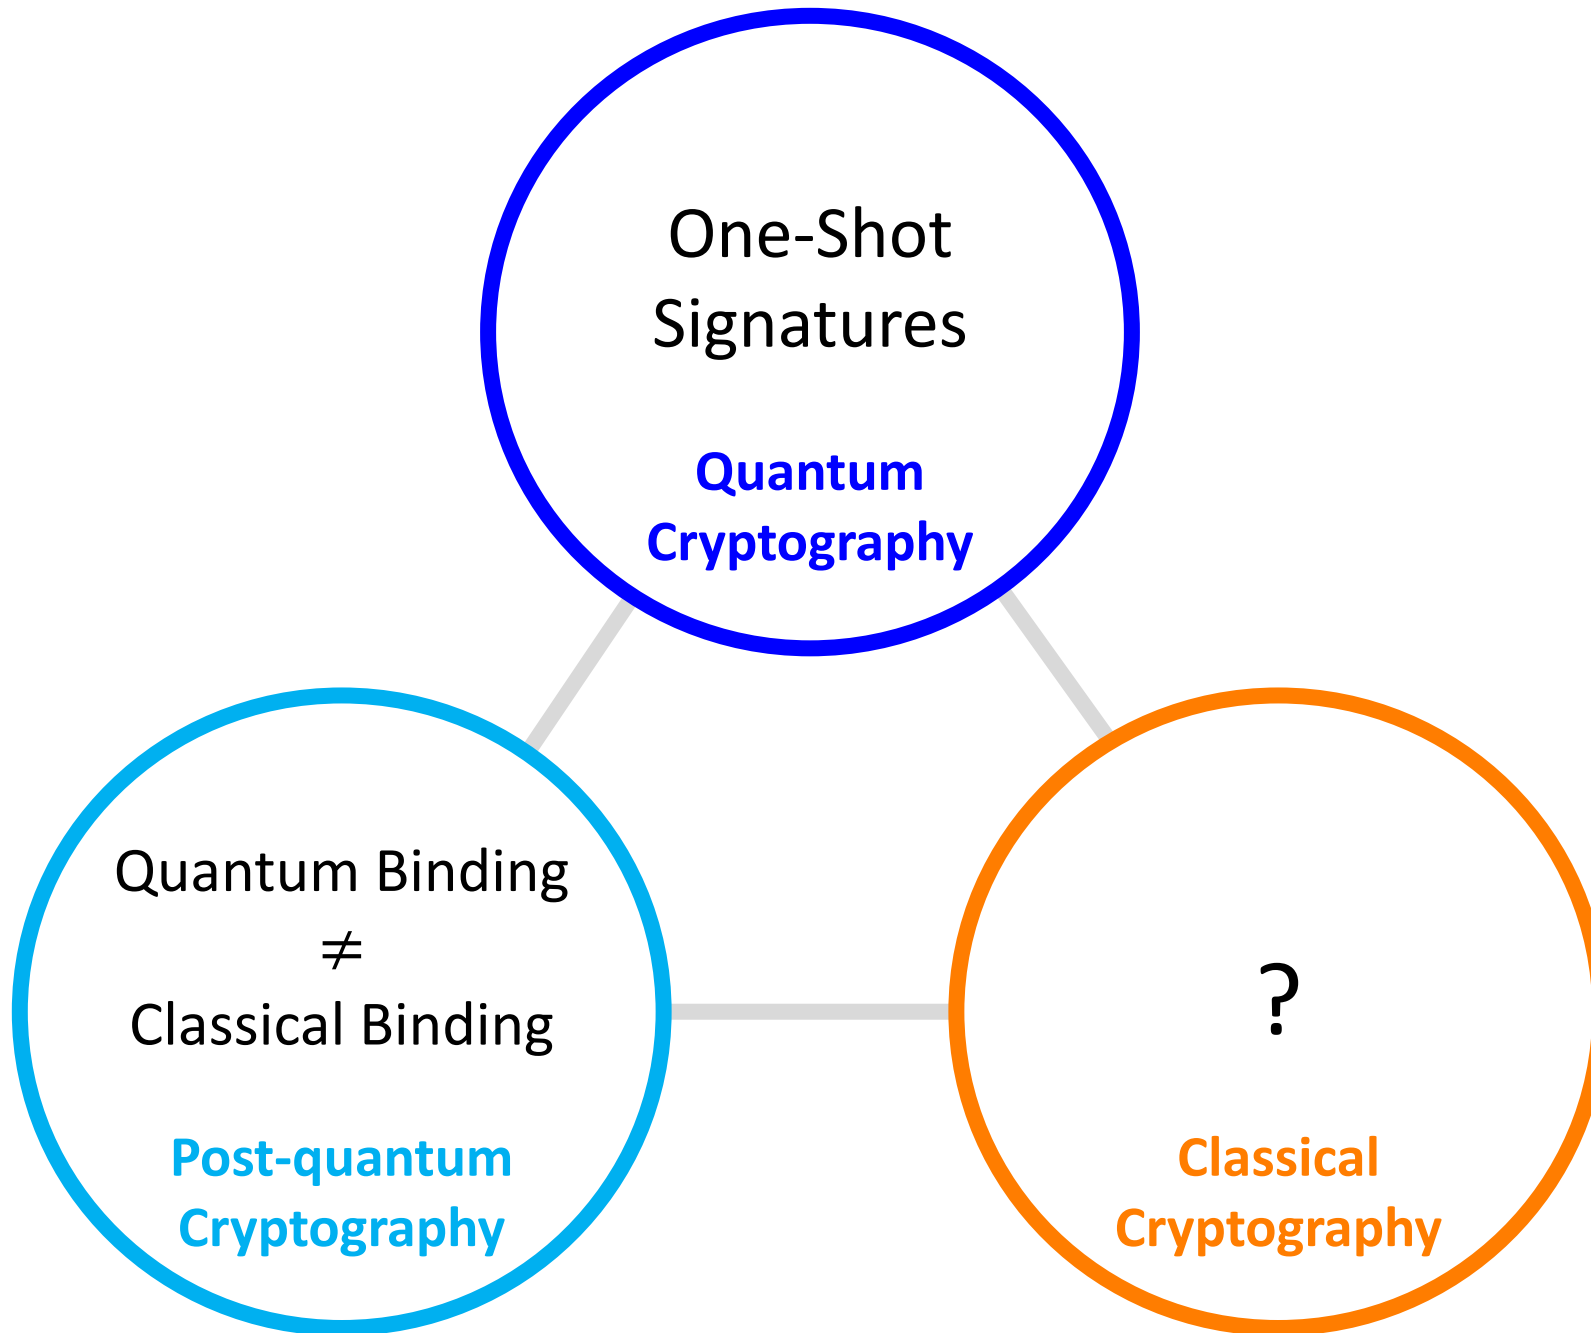 One-Shot
Signatures
Quantum
Cryptography
Quantum Binding
≠
Classical Binding
Post-quantum
Cryptography
?
Classical
Cryptography